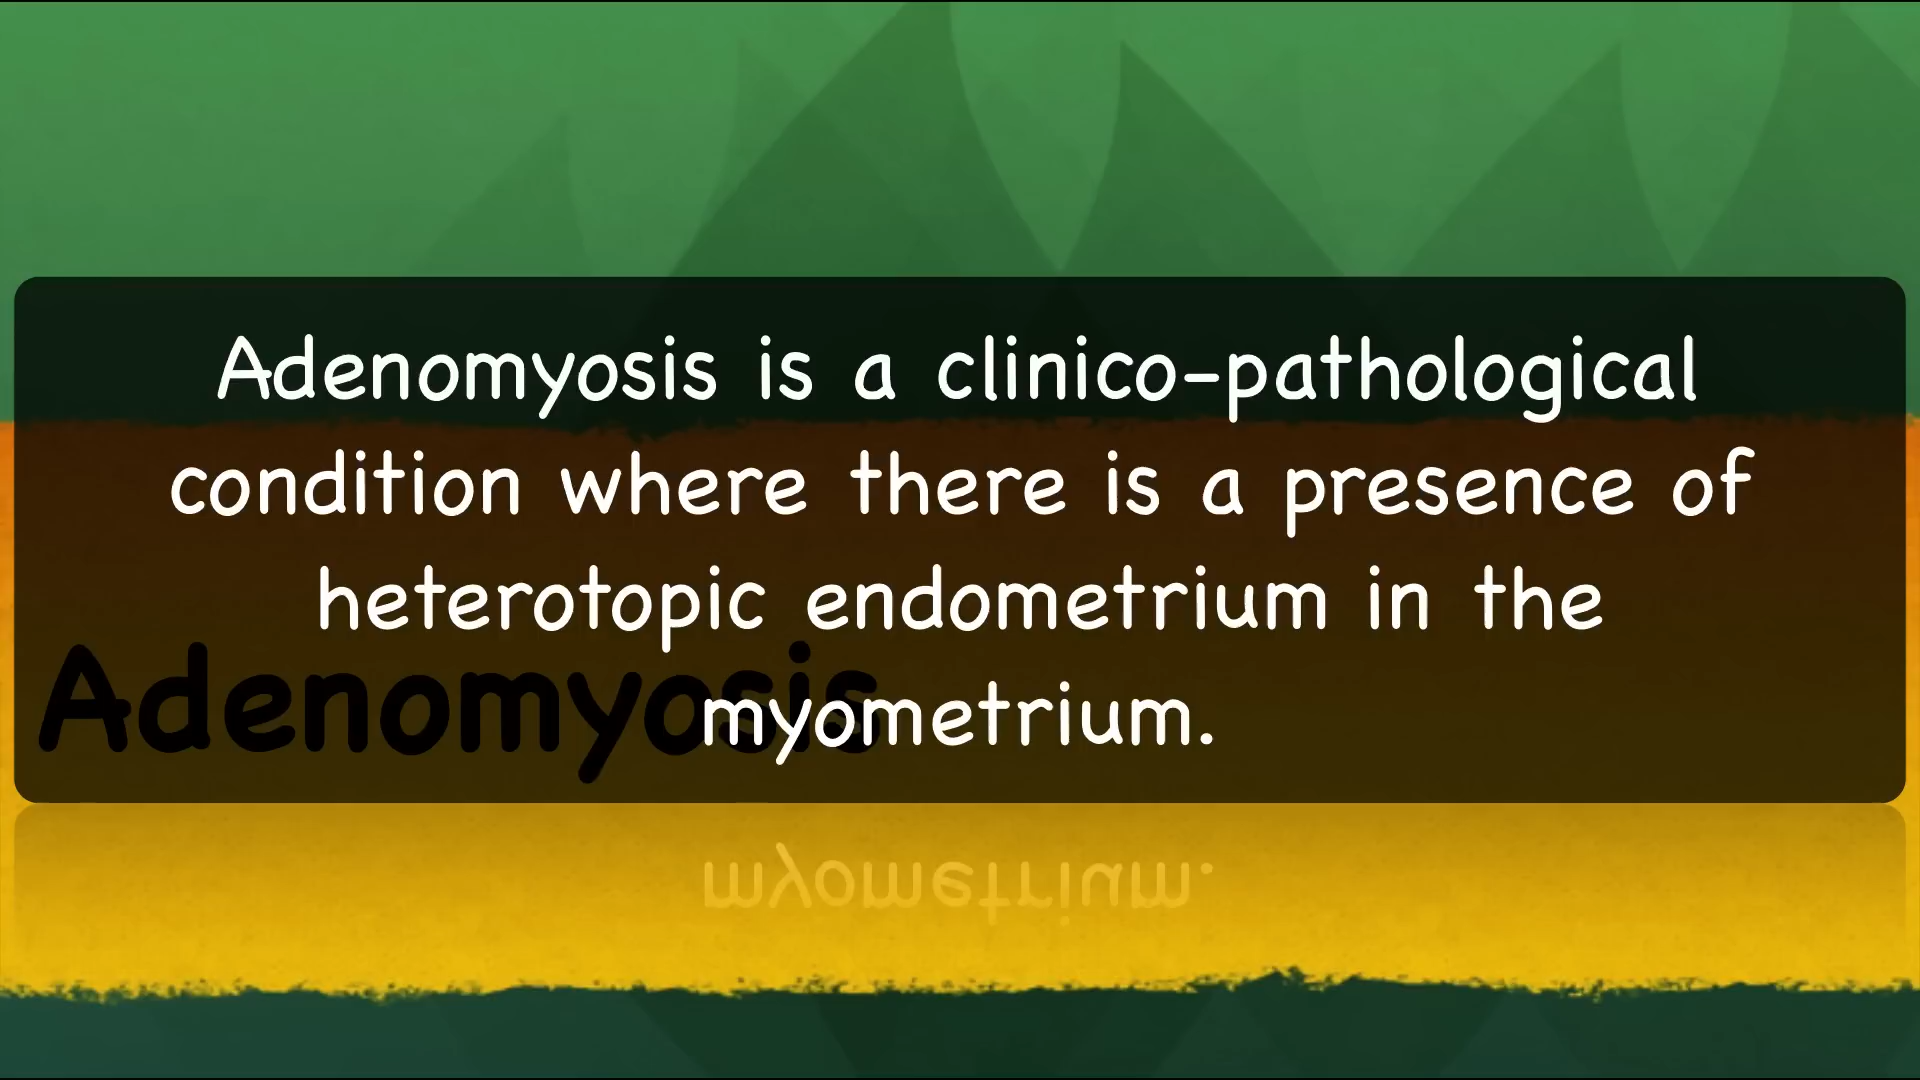 Adenomyosis is a clinico-pathological
condition where there is a presence of
heterotopic endometrium in the
myometrium.
Adenomyosis